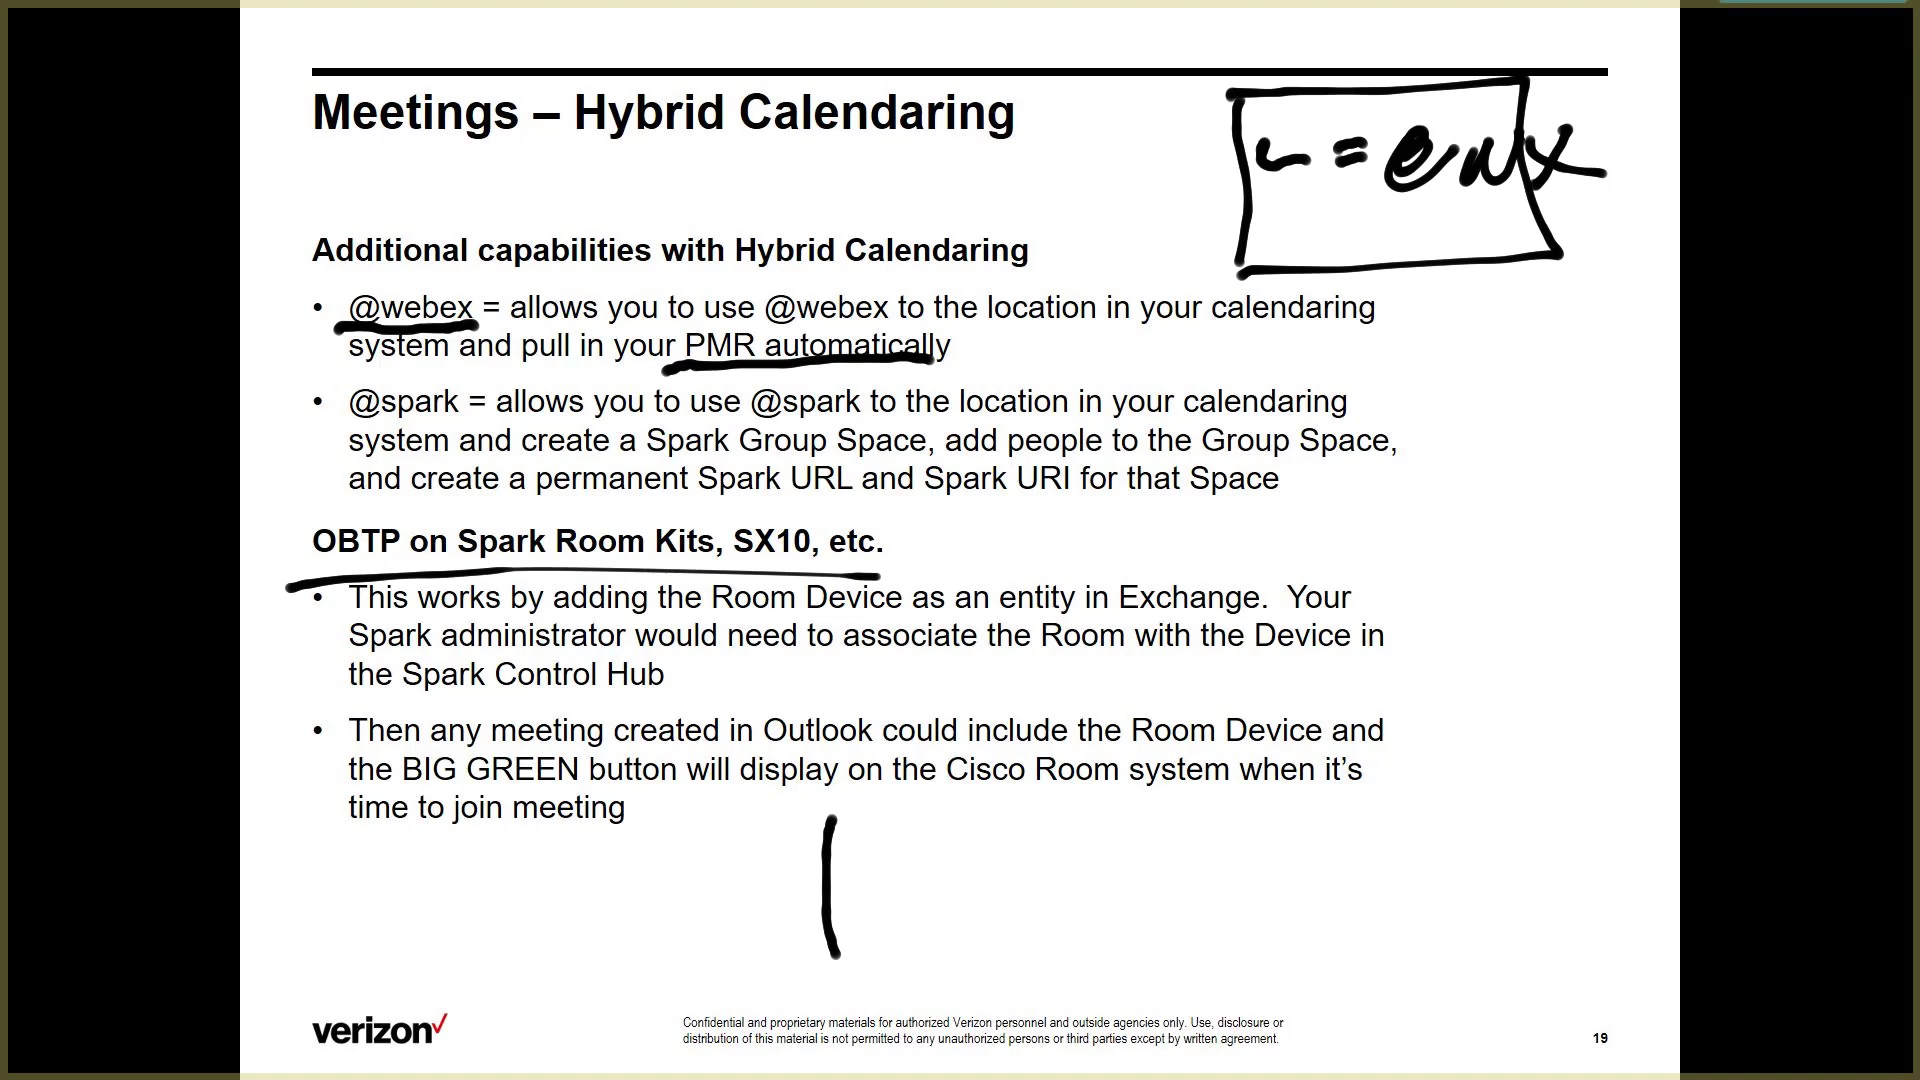 Meetings – Hybrid Calendaring
Additional capabilities with Hybrid Calendaring
• @webex = allows you to use @webex to the location in your calendaring
system and pull in your PMR automatically
• @spark = allows you to use @spark to the location in your calendaring
system and create a Spark Group Space, add people to the Group Space,
and create a permanent Spark URL and Spark URI for that Space
OBTP on Spark Room Kits, SX10, etc.
• This works by adding the Room Device as an entity in Exchange.  Your
Spark administrator would need to associate the Room with the Device in
the Spark Control Hub
• Then any meeting created in Outlook could include the Room Device and
the BIG GREEN button will display on the Cisco Room system when it’s
time to join meeting
verizon✓
Confidential and proprietary materials for authorized Verizon personnel and outside agencies only. Use, disclosure or
distribution of this material is not permitted to any unauthorized persons or third parties except by written agreement.
19